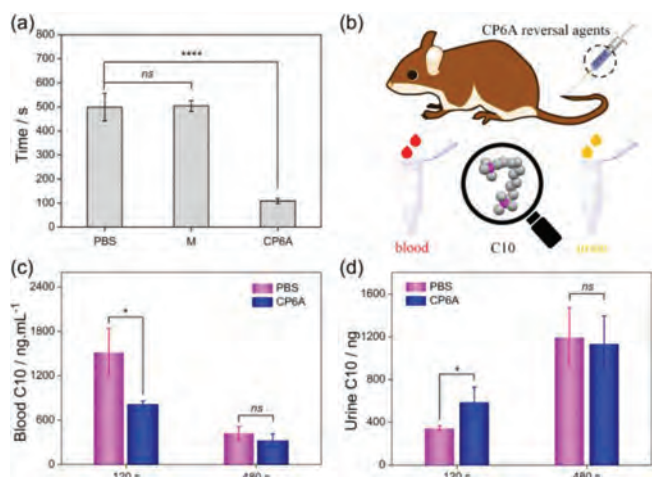 (a)
800
700
600
500
400
300
200
100
0
Time / s
****
ns
PBS
M
CP6A
(b)
CP6A reversal agents
blood
C10
(c)
2400
1800
1200
600
0
Blood C10 / ng.mL⁻¹
PBS
CP6A
*
ns
120 s
480 s
(d)
1600
1200
800
400
0
Urine C10 / ng
PBS
CP6A
*
ns
120 s
480 s